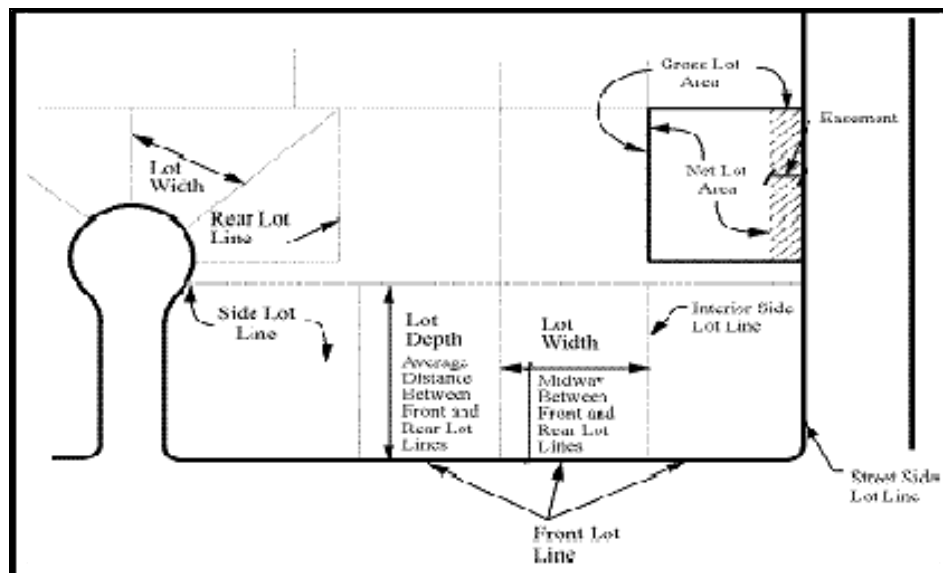 Gross Lot
Area
Easement
Lot
Width
Net Lot
Area
Rear Lot
Line
Side Lot
Line
Lot
Depth
Average
Distance
Between
Front and
Rear Lot
Lines
Lot
Width
Midway
Between
Front and
Rear Lot
Lines
Interior Side
Lot Line
Street Side
Lot Line
Front Lot
Line